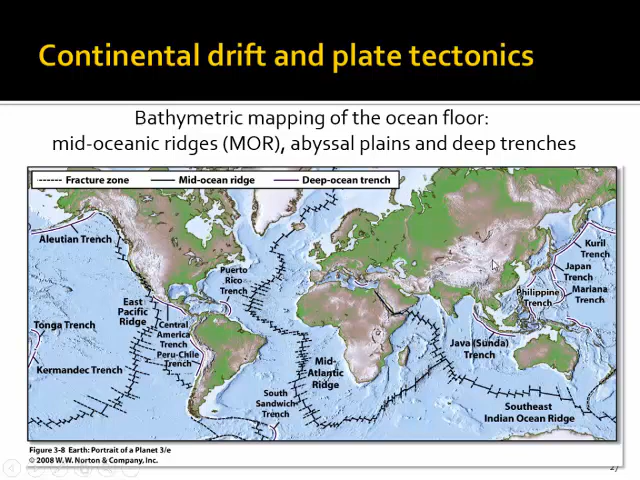 Continental drift and plate tectonics
Bathymetric mapping of the ocean floor:
mid-oceanic ridges (MOR), abyssal plains and deep trenches
Fracture zone
Mid-ocean ridge
Deep-ocean trench
Aleutian Trench
Puerto
Rico
Trench
Kuril
Trench
Japan
Trench
Mariana
Trench
Philippine
Trench
East
Pacific
Ridge
Tonga Trench
Central
America
Trench
Peru-Chile
Trench
Kermandec Trench
Mid-
Atlantic
Ridge
Java (Sunda)
Trench
South
Sandwich
Trench
Southeast
Indian Ocean Ridge
Figure 3-8 Earth: Portrait of a Planet 3/e
© 2008 W. W. Norton & Company, Inc.
27